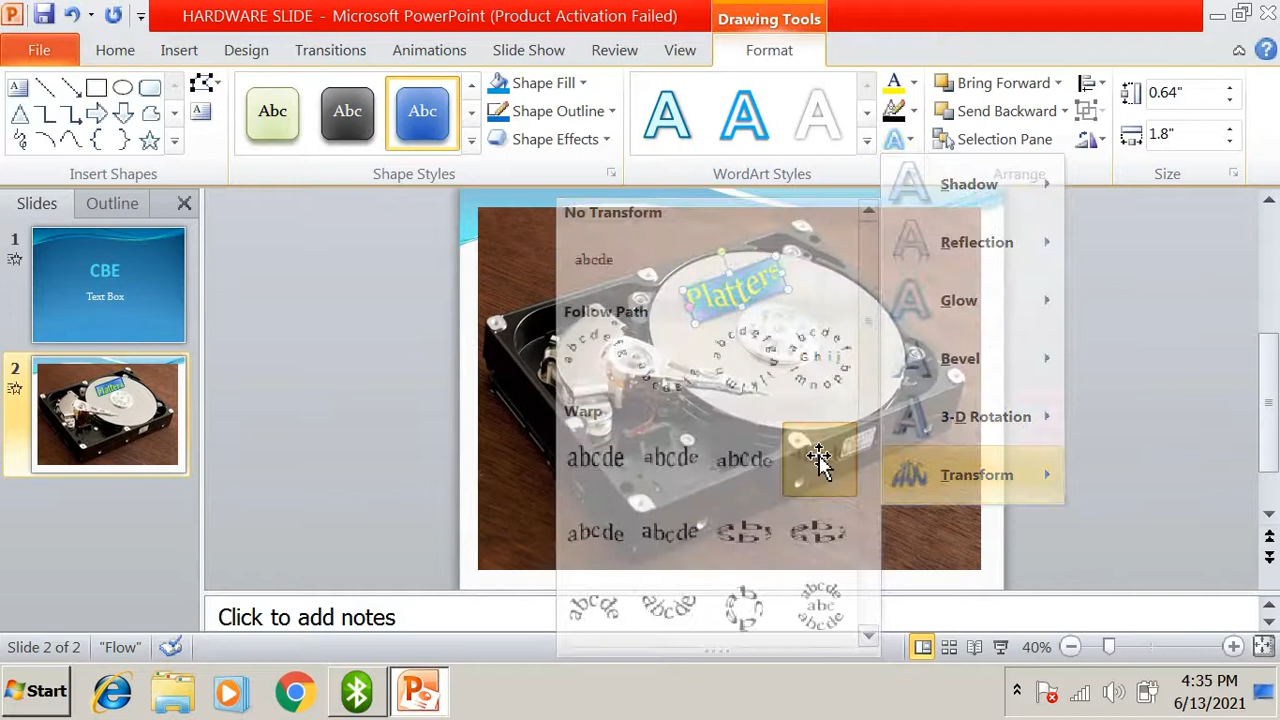 HARDWARE SLIDE - Microsoft PowerPoint (Product Activation Failed)
Drawing Tools
File Home Insert Design Transitions Animations Slide Show Review View Format
Abc Abc Abc
Shape Fill
Shape Outline
Shape Effects
Bring Forward
Send Backward
Selection Pane
0.64"
1.8"
Insert Shapes Shape Styles WordArt Styles Arrange Size
Slides Outline
1
CBE
Text Box
2
Platters
No Transform
abcde
Follow Path
Warp
abcde abcde abcde
abcde abcde
Shadow
Reflection
Glow
Bevel
3-D Rotation
Transform
Platters
Click to add notes
Slide 2 of 2 "Flow" 40%
Start
4:35 PM
6/13/2021